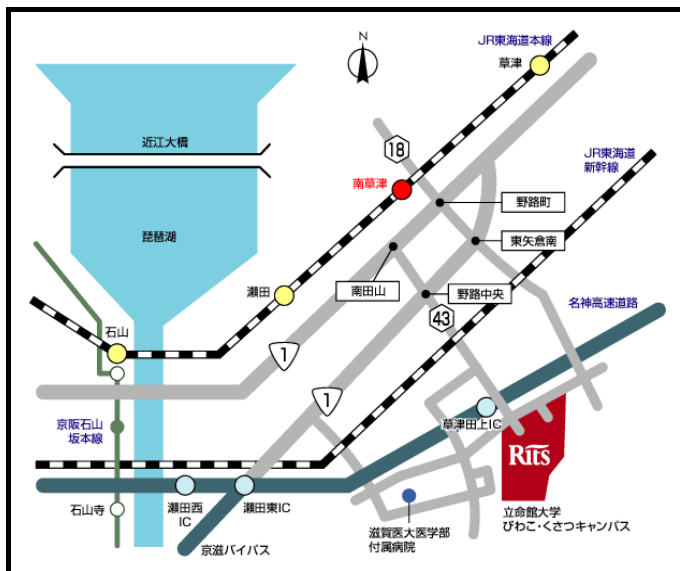 JR東海道本線
草津
近江大橋
18
JR東海道
新幹線
南草津
野路町
琵琶湖
東矢倉南
瀬田
南田山
野路中央
名神高速道路
43
石山
1
1
京阪石山
坂本線
草津田上IC
Rits
石山寺
瀬田西
IC
瀬田東IC
立命館大学
びわこ・くさつキャンパス
滋賀医大医学部
付属病院
京滋バイパス